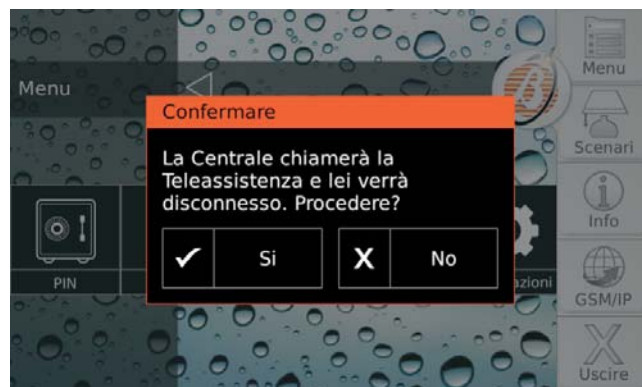 Menu
Confermare
La Centrale chiamerà la
Teleassistenza e lei verrà
disconnesso. Procedere?
Si
No
PIN
azioni
Menu
Scenari
Info
GSM/IP
Uscire